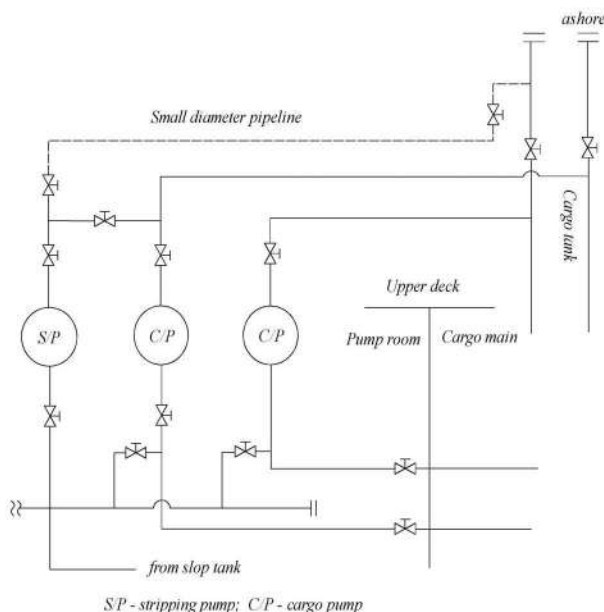 ashore
Small diameter pipeline
Cargo tank
Upper deck
S/P
C/P
C/P
Pump room
Cargo main
from slop tank
S/P - stripping pump; C/P - cargo pump